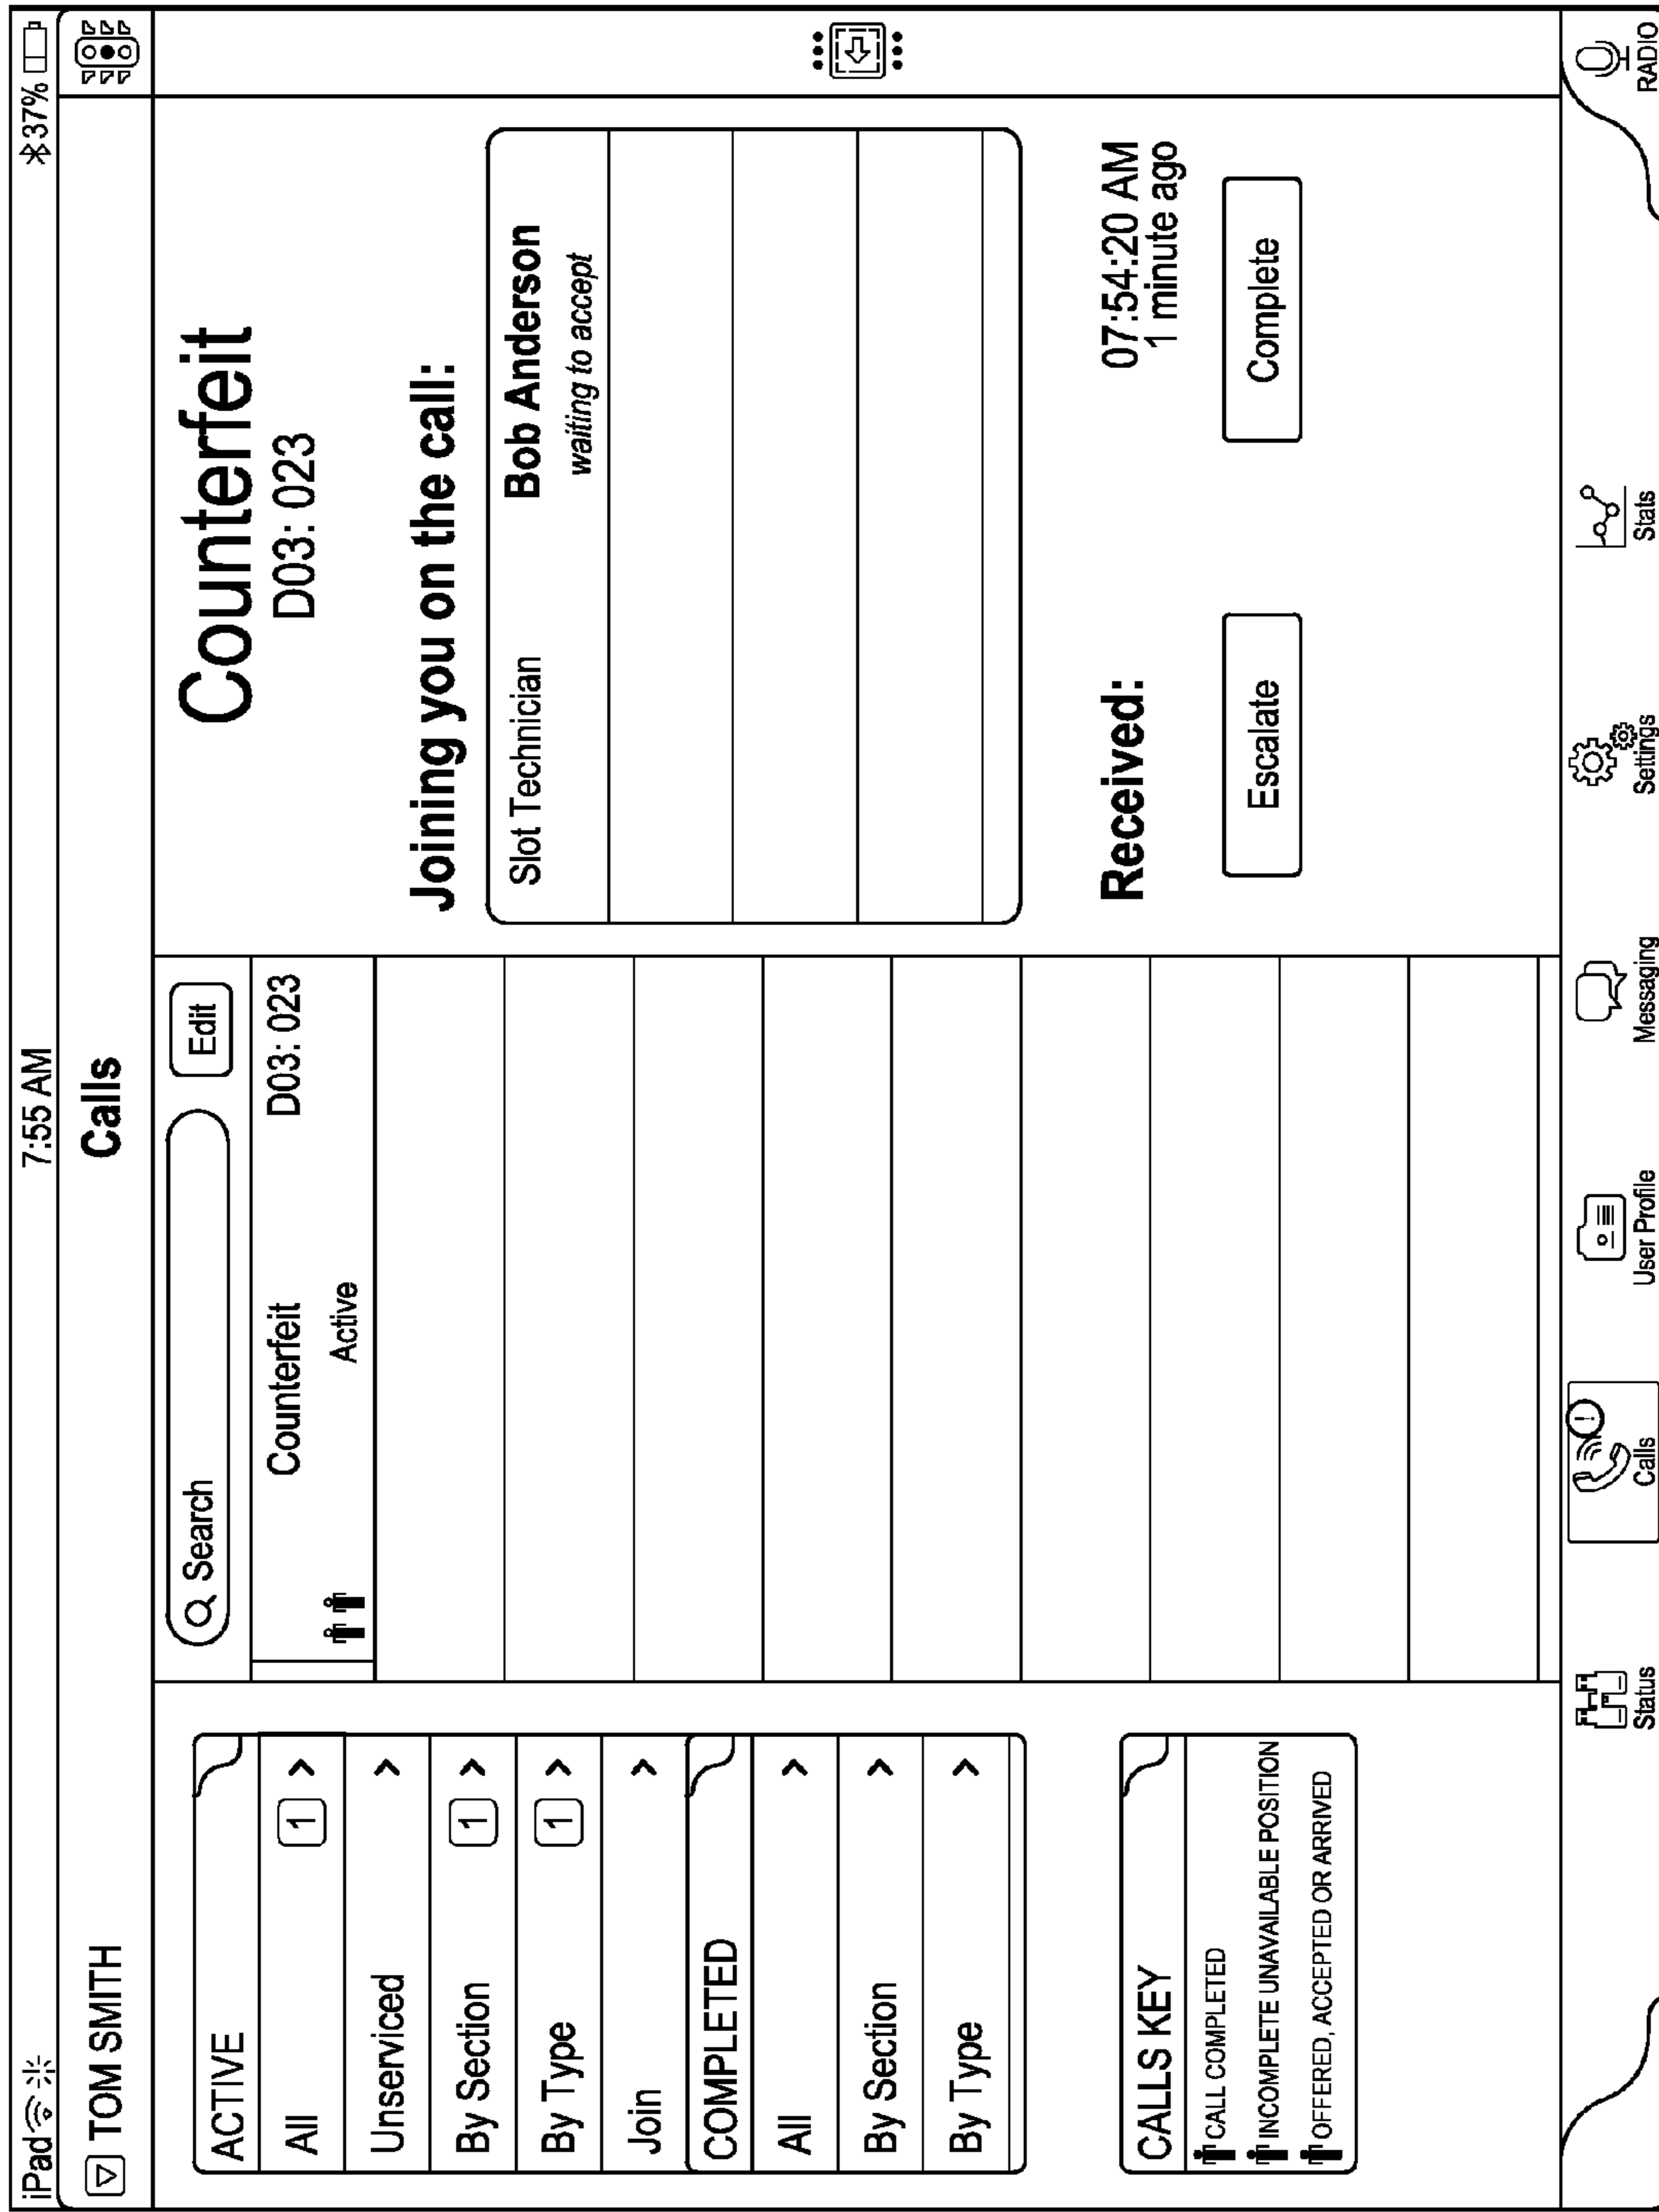 iPad 7:55 AM 37%
TOM SMITH Calls
ACTIVE
All 1 >
Unserviced >
By Section 1 >
By Type 1 >
Join >
COMPLETED
All >
By Section >
By Type >
CALLS KEY
CALL COMPLETED
INCOMPLETE UNAVAILABLE POSITION
OFFERED, ACCEPTED OR ARRIVED
Search Edit
Counterfeit D03: 023
Active
Counterfeit
D03: 023
Joining you on the call:
Slot Technician Bob Anderson
waiting to accept
Received: 07:54:20 AM
1 minute ago
Escalate Complete
Status Calls User Profile Messaging Settings Stats RADIO